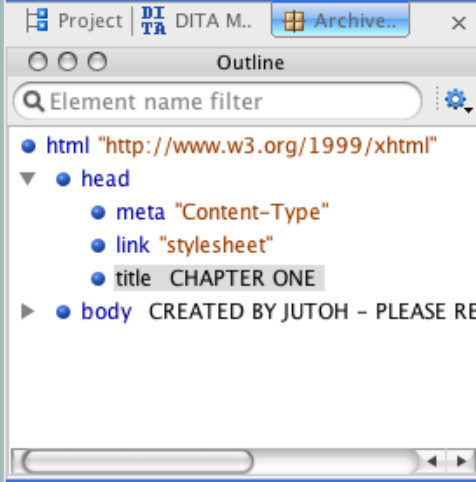 Project DITA M.. Archive..
Outline
Element name filter
html "http://www.w3.org/1999/xhtml"
head
meta "Content-Type"
link "stylesheet"
title CHAPTER ONE
body CREATED BY JUTOH – PLEASE RE